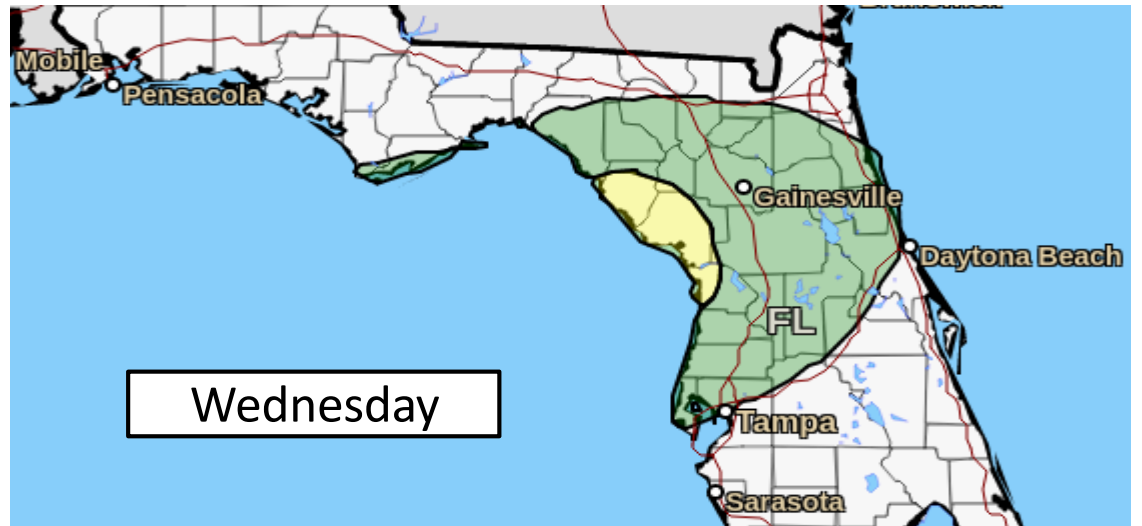 Mobile
Pensacola
Gainesville
Daytona Beach
FL
Wednesday
Tampa
Sarasota